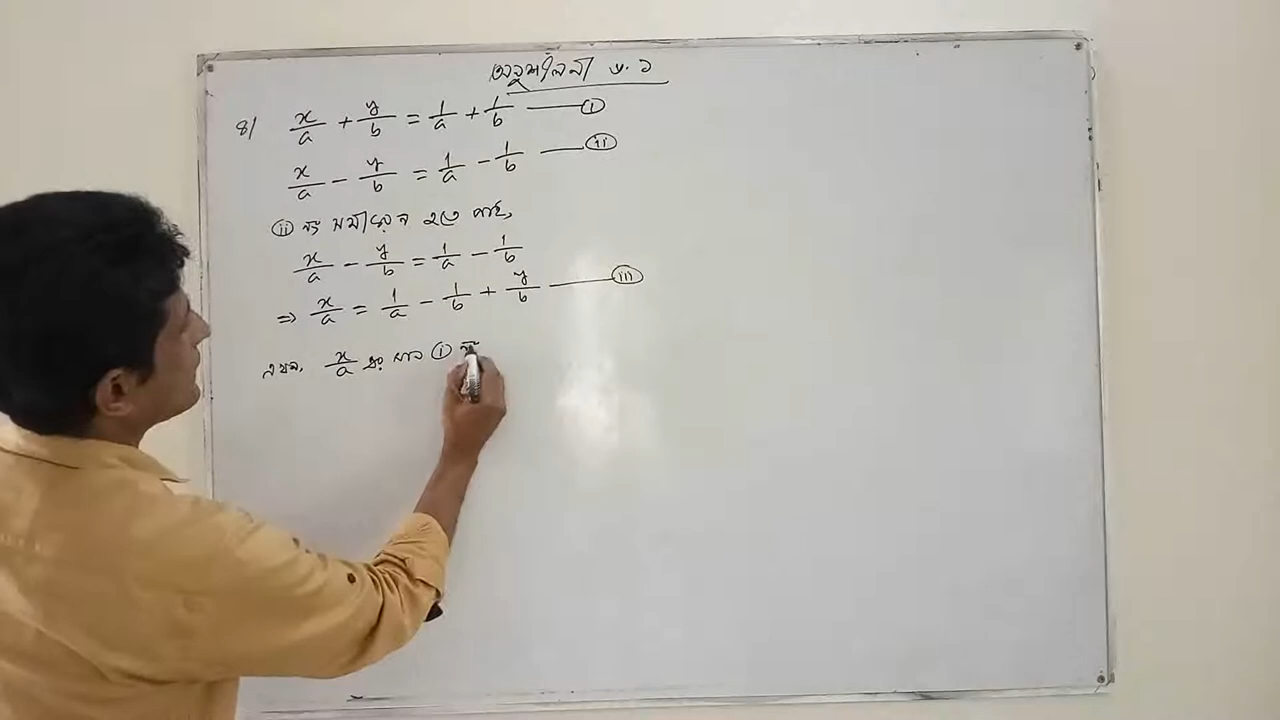 অনুশীলনী ৬.১
৪/ x/a + y/b = 1/a + 1/b —— (i)
x/a − y/b = 1/a − 1/b —— (ii)
(ii) নং সমীকরণ হতে পাই,
x/a − y/b = 1/a − 1/b
⇒ x/a = 1/a − 1/b + y/b —— (iii)
এখন, x/a এর মান (i) নং